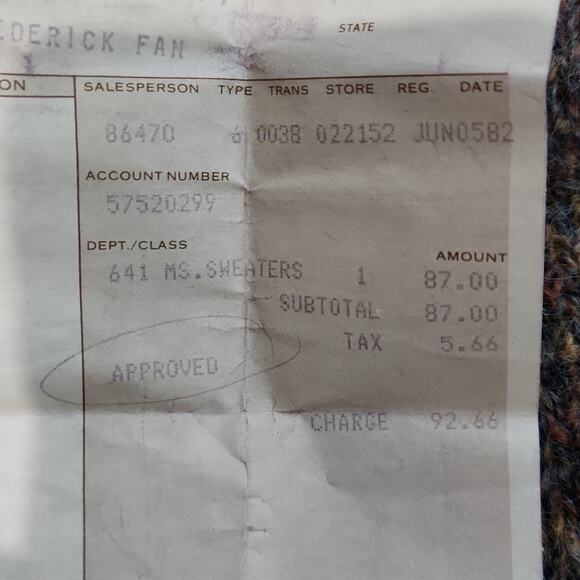 EDERICK FAN
STATE
ON
SALESPERSON TYPE TRANS STORE REG. DATE
86470 6 0038 022152 JUN0582
ACCOUNT NUMBER
57520299
DEPT./CLASS AMOUNT
641 MS.SWEATERS 1 87.00
SUBTOTAL 87.00
TAX 5.66
APPROVED
CHARGE 92.66